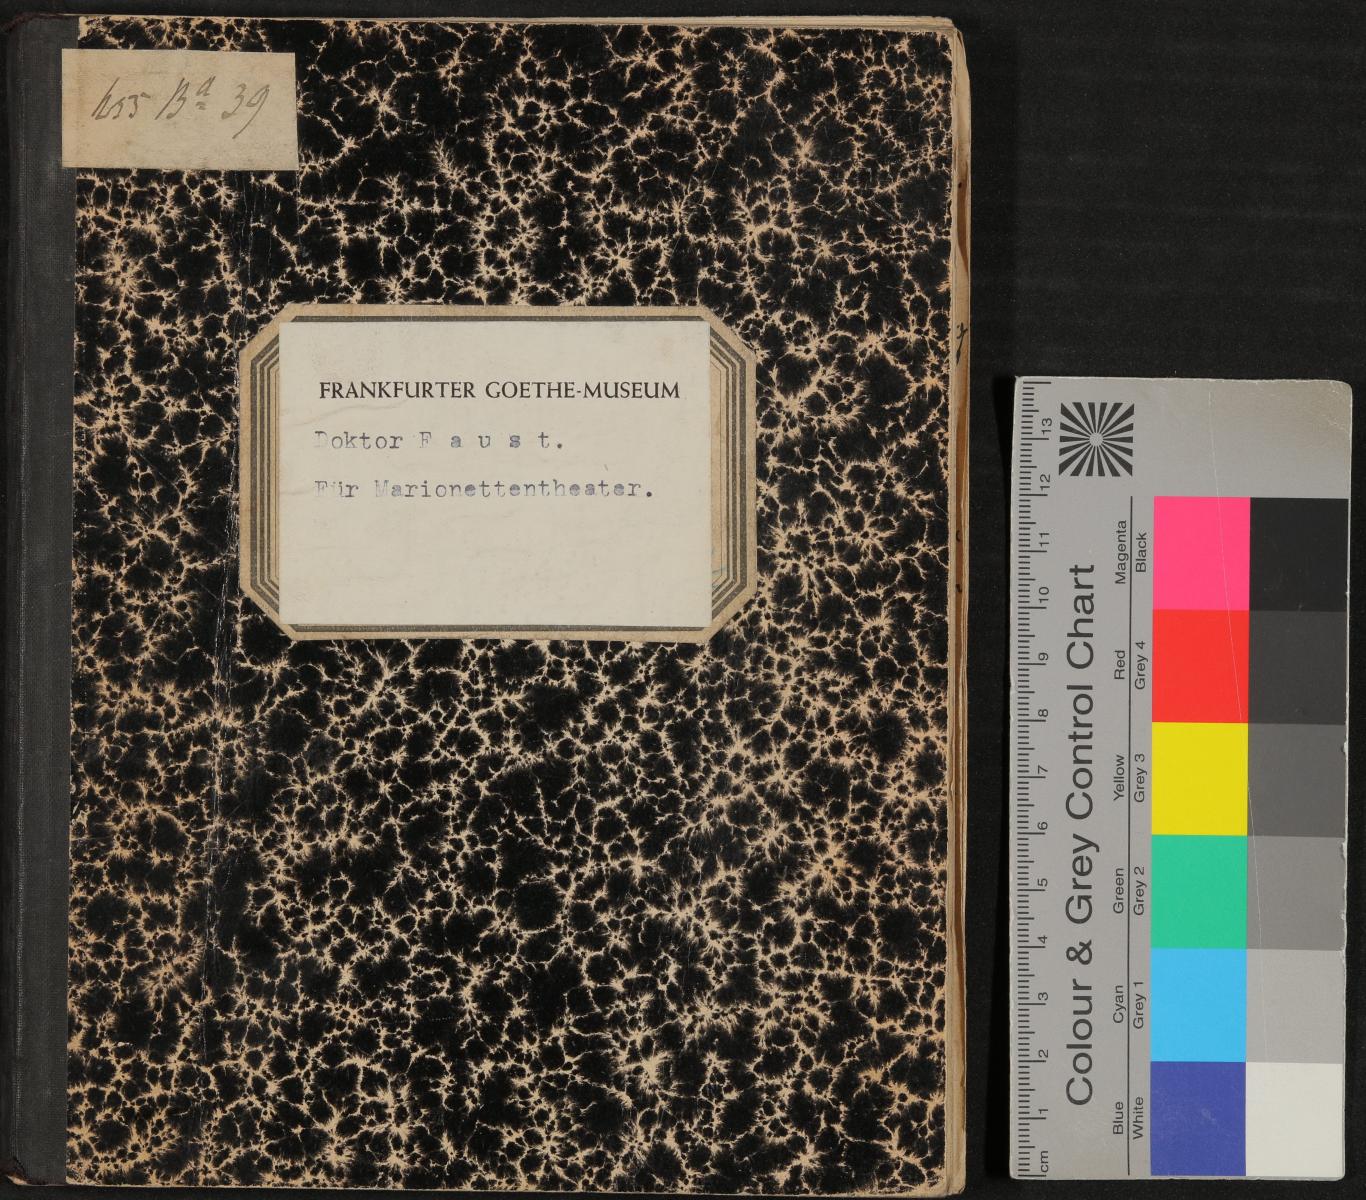 Hss Ba 39
FRANKFURTER GOETHE-MUSEUM
Doktor F a u s t.
Für Marionettentheater.
Colour & Grey Control Chart
Blue Cyan Green Yellow Red Magenta
White Grey 1 Grey 2 Grey 3 Grey 4 Black
cm 1 2 3 4 5 6 7 8 9 10 11 12 13